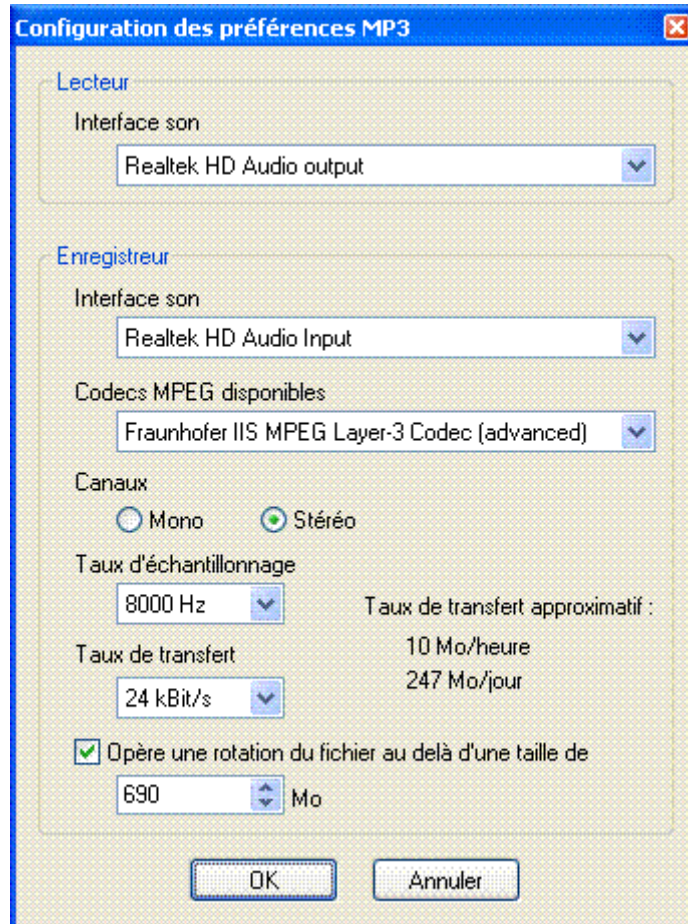 Configuration des préférences MP3
Lecteur
Interface son
Realtek HD Audio output
Enregistreur
Interface son
Realtek HD Audio Input
Codecs MPEG disponibles
Fraunhofer IIS MPEG Layer-3 Codec (advanced)
Canaux
Mono Stéréo
Taux d'échantillonnage
8000 Hz
Taux de transfert approximatif :
10 Mo/heure
247 Mo/jour
Taux de transfert
24 kBit/s
Opère une rotation du fichier au delà d'une taille de
690 Mo
OK Annuler